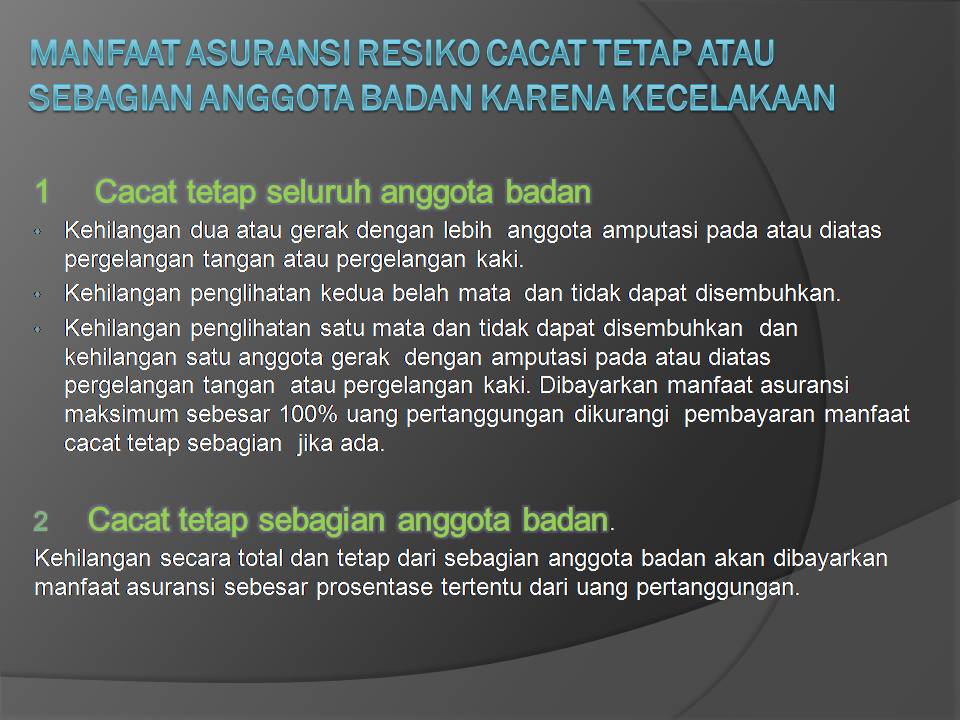 MANFAAT ASURANSI RESIKO CACAT TETAP ATAU
SEBAGIAN ANGGOTA BADAN KARENA KECELAKAAN
1 Cacat tetap seluruh anggota badan
• Kehilangan dua atau gerak dengan lebih anggota amputasi pada atau diatas
pergelangan tangan atau pergelangan kaki.
• Kehilangan penglihatan kedua belah mata dan tidak dapat disembuhkan.
• Kehilangan penglihatan satu mata dan tidak dapat disembuhkan dan
kehilangan satu anggota gerak dengan amputasi pada atau diatas
pergelangan tangan atau pergelangan kaki. Dibayarkan manfaat asuransi
maksimum sebesar 100% uang pertanggungan dikurangi pembayaran manfaat
cacat tetap sebagian jika ada.
2 Cacat tetap sebagian anggota badan.
Kehilangan secara total dan tetap dari sebagian anggota badan akan dibayarkan
manfaat asuransi sebesar prosentase tertentu dari uang pertanggungan.